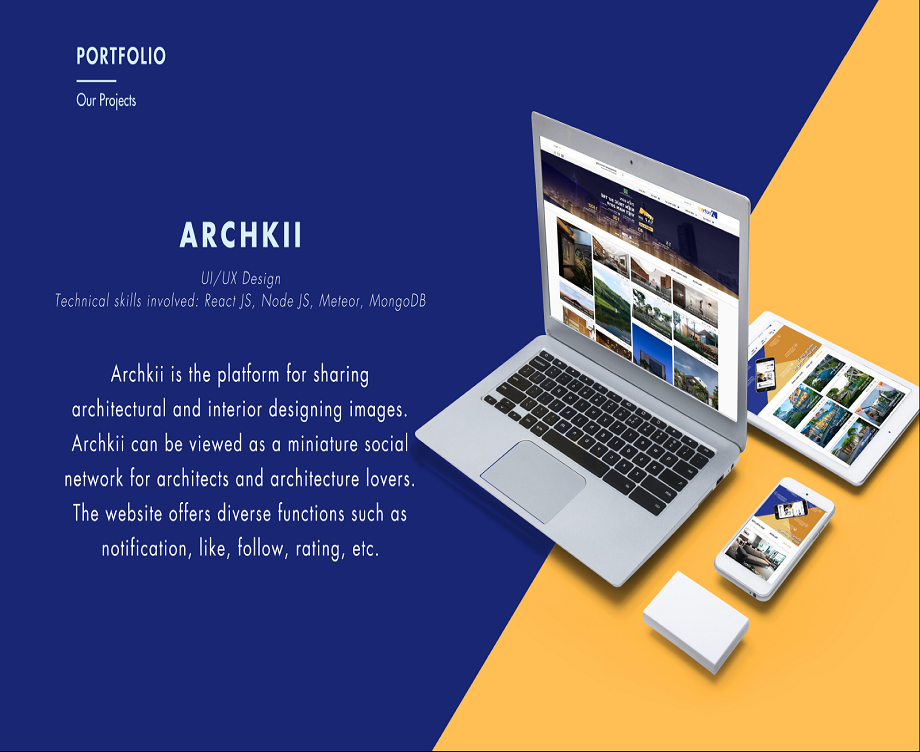 PORTFOLIO
Our Projects
ARCHKII
UI/UX Design
Technical skills involved: React JS, Node JS, Meteor, MongoDB
Archkii is the platform for sharing
architectural and interior designing images.
Archkii can be viewed as a miniature social
network for architects and architecture lovers.
The website offers diverse functions such as
notification, like, follow, rating, etc.